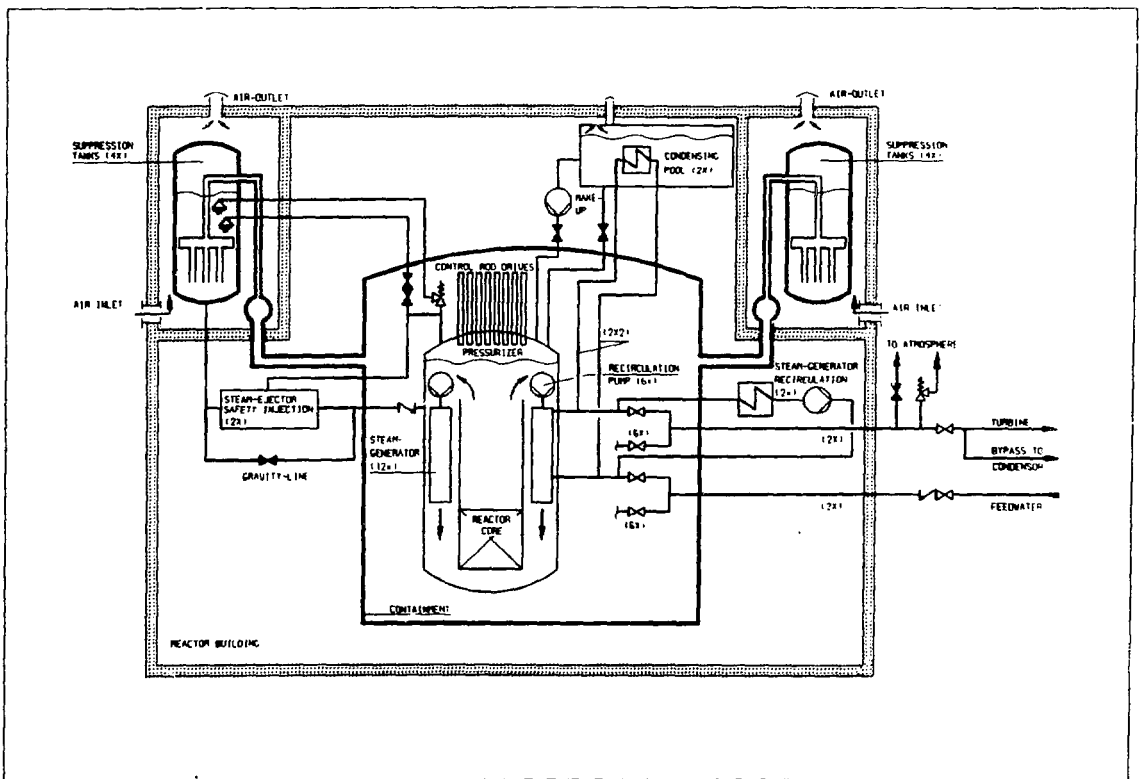 AIR-OUTLET
AIR-OUTLET
SUPPRESSION
TANKS (4X)
CONDENSING
POOL (2X)
SUPPRESSION
TANKS (4X)
MAKE-
UP
CONTROL ROD DRIVES
AIR INLET
AIR INLET
(2X2)
TO ATMOSPHERE
PRESSURIZER
RECIRCULATION
PUMP (6X)
STEAM-GENERATOR
RECIRCULATION
(2X)
STEAM-EJECTOR
SAFETY INJECTION
(2X)
STEAM-
GENERATOR
(12X)
(6X)
(2X)
TURBINE
BYPASS TO
CONDENSOR
GRAVITY-LINE
REACTOR
CORE
(6X)
(2X)
FEEDWATER
CONTAINMENT
REACTOR BUILDING